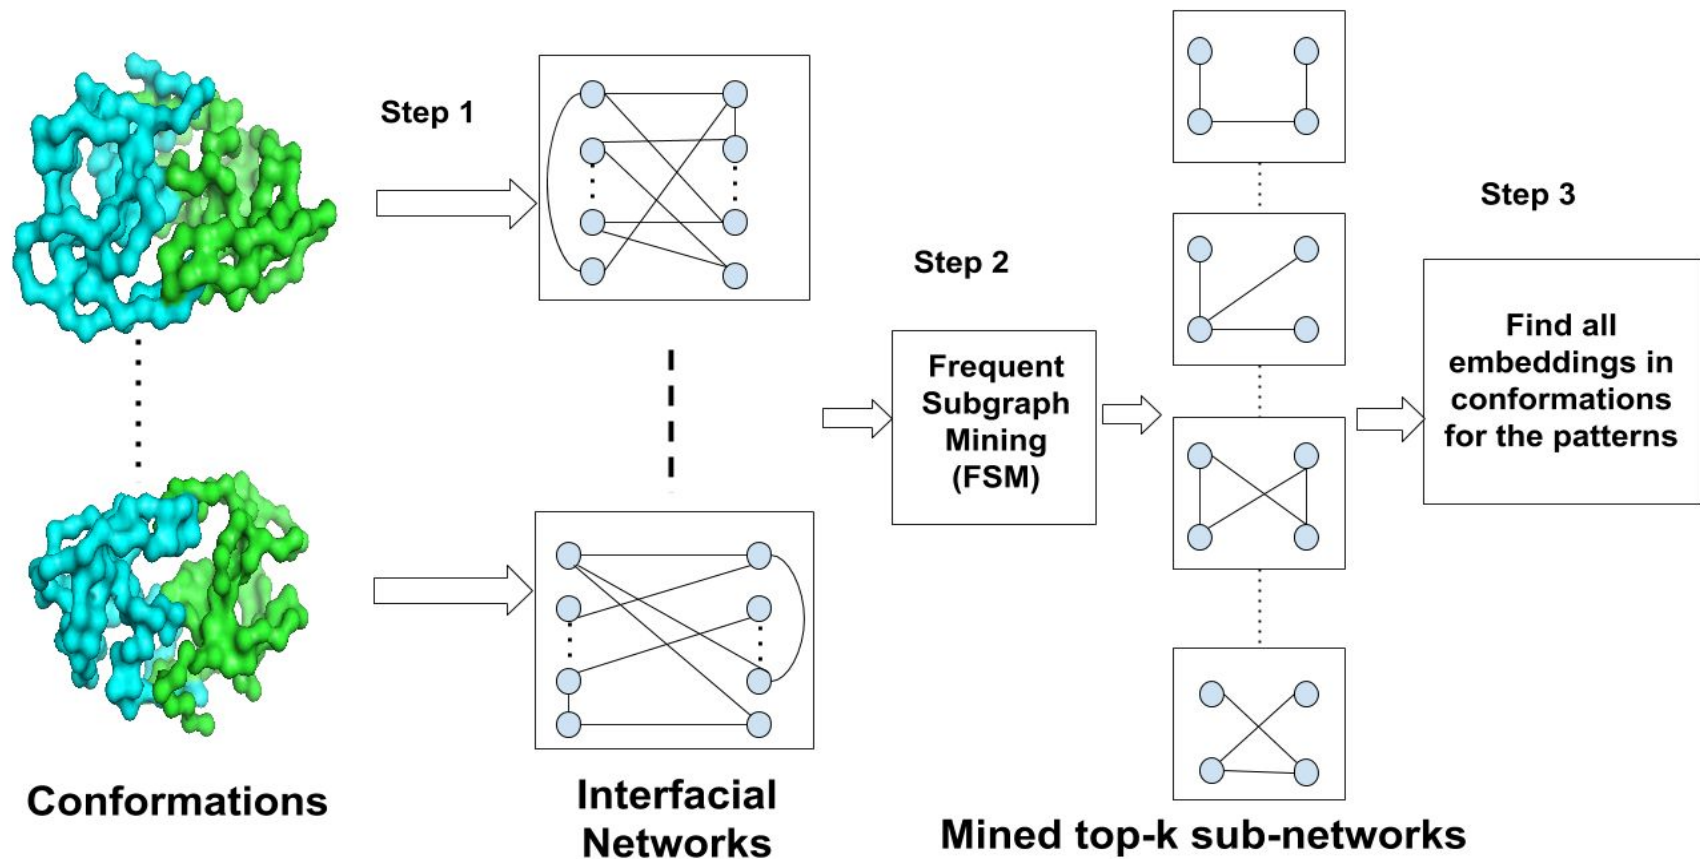 Step 1
Step 2
Step 3
Frequent
Subgraph
Mining
(FSM)
Find all
embeddings in
conformations
for the patterns
Conformations
Interfacial
Networks
Mined top-k sub-networks